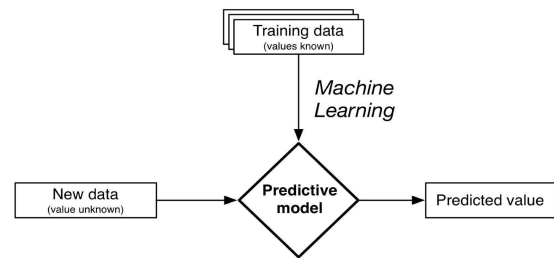 Training data
(values known)
Machine
Learning
New data
(value unknown)
Predictive
model
Predicted value